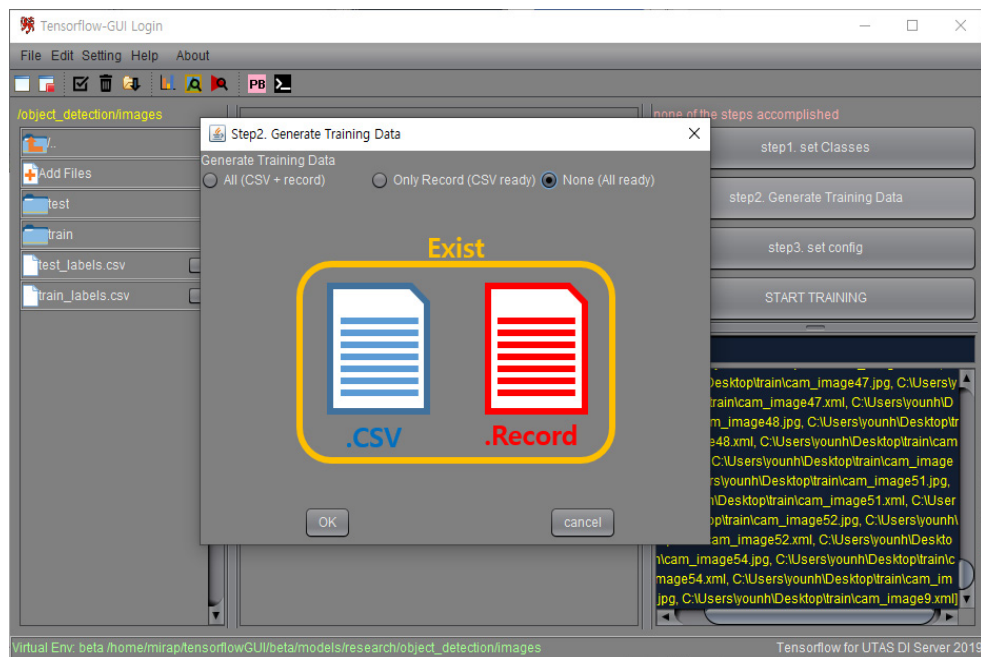 Tensorflow-GUI Login
File Edit Setting Help About
PB
/object_detection/images
none of the steps accomplished
/..
Add Files
test
train
test_labels.csv
train_labels.csv
Step2. Generate Training Data
Generate Training Data
All (CSV + record) Only Record (CSV ready) None (All ready)
Exist
.CSV .Record
OK cancel
step1. set Classes
step2. Generate Training Data
step3. set config
START TRAINING
Desktop\train\cam_image47.jpg, C:\Users\y
train\cam_image47.xml, C:\Users\younh\D
m_image48.jpg, C:\Users\younh\Desktop\tr
e48.xml, C:\Users\younh\Desktop\train\cam
C:\Users\younh\Desktop\train\cam_image
rs\younh\Desktop\train\cam_image51.jpg,
\Desktop\train\cam_image51.xml, C:\User
op\train\cam_image52.jpg, C:\Users\younh\
am_image52.xml, C:\Users\younh\Deskto
n\cam_image54.jpg, C:\Users\younh\Desktop\train\c
mage54.xml, C:\Users\younh\Desktop\train\cam_im
jpg, C:\Users\younh\Desktop\train\cam_image9.xml]
Virtual Env: beta /home/mirap/tensorflowGUI/beta/models/research/object_detection/images
Tensorflow for UTAS DI Server 2019